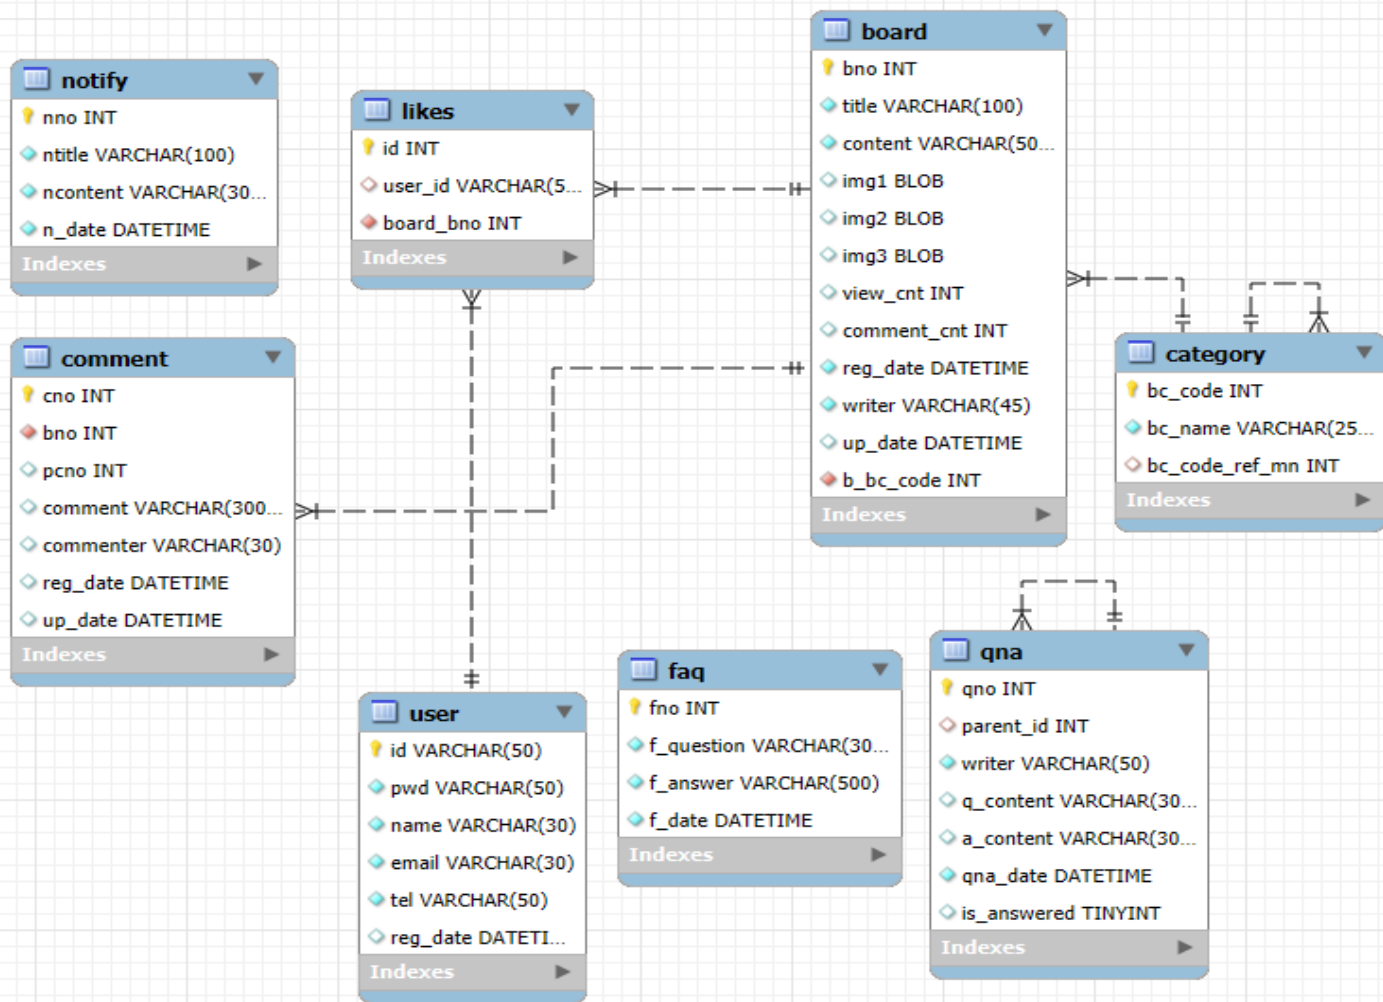 notify
nno INT
ntitle VARCHAR(100)
ncontent VARCHAR(30...
n_date DATETIME
Indexes
likes
id INT
user_id VARCHAR(5...
board_bno INT
Indexes
board
bno INT
title VARCHAR(100)
content VARCHAR(50...
img1 BLOB
img2 BLOB
img3 BLOB
view_cnt INT
comment_cnt INT
reg_date DATETIME
writer VARCHAR(45)
up_date DATETIME
b_bc_code INT
Indexes
category
bc_code INT
bc_name VARCHAR(25...
bc_code_ref_mn INT
Indexes
comment
cno INT
bno INT
pcno INT
comment VARCHAR(300...
commenter VARCHAR(30)
reg_date DATETIME
up_date DATETIME
Indexes
user
id VARCHAR(50)
pwd VARCHAR(50)
name VARCHAR(30)
email VARCHAR(30)
tel VARCHAR(50)
reg_date DATETI...
Indexes
faq
fno INT
f_question VARCHAR(30...
f_answer VARCHAR(500)
f_date DATETIME
Indexes
qna
qno INT
parent_id INT
writer VARCHAR(50)
q_content VARCHAR(30...
a_content VARCHAR(30...
qna_date DATETIME
is_answered TINYINT
Indexes